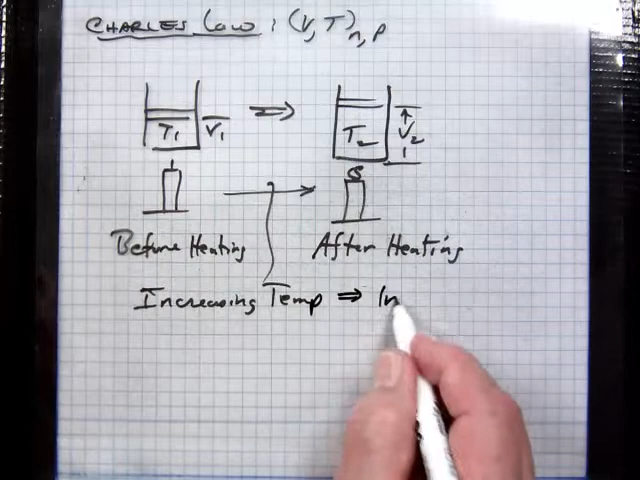 CHARLES LAW : (V,T)n,P
T1 V1 ⇒ T2 V2
Before Heating After Heating
Increasing Temp ⇒ In